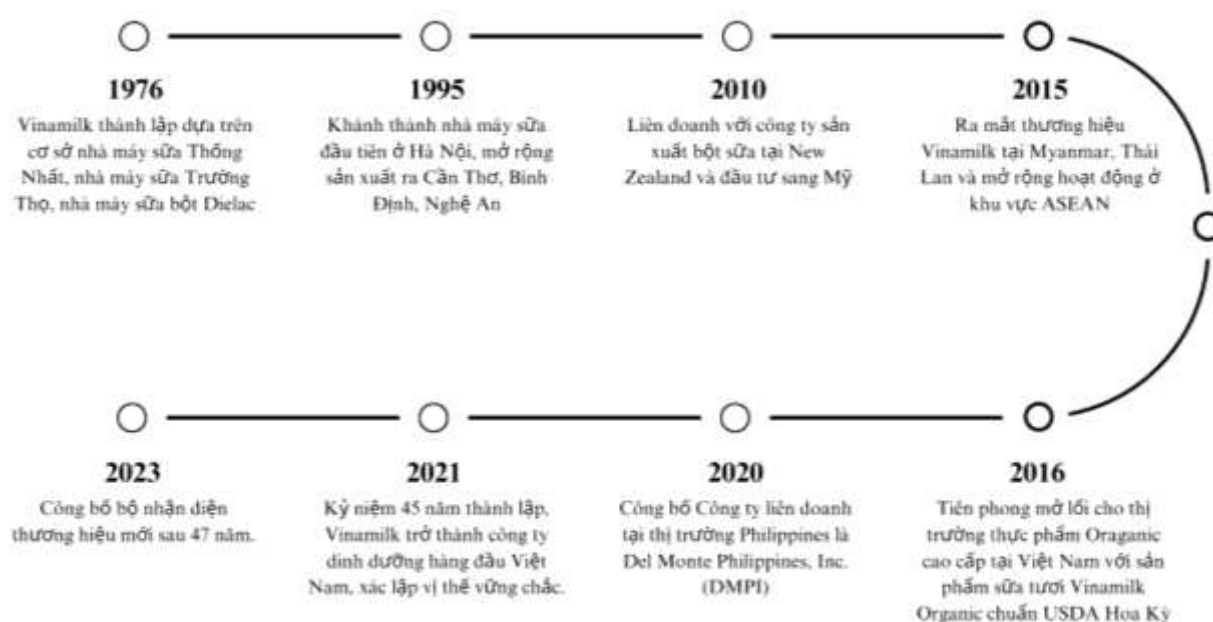 1976
Vinamilk thành lập dựa trên
cơ sở nhà máy sữa Thống
Nhất, nhà máy sữa Trường
Thọ, nhà máy sữa bột Dielac
1995
Khánh thành nhà máy sữa
đầu tiên ở Hà Nội, mở rộng
sản xuất ra Cần Thơ, Bình
Định, Nghệ An
2010
Liên doanh với công ty sản
xuất bột sữa tại New
Zealand và đầu tư sang Mỹ
2015
Ra mắt thương hiệu
Vinamilk tại Myanmar, Thái
Lan và mở rộng hoạt động ở
khu vực ASEAN
2023
Công bố bộ nhận diện
thương hiệu mới sau 47 năm.
2021
Kỷ niệm 45 năm thành lập,
Vinamilk trở thành công ty
dinh dưỡng hàng đầu Việt
Nam, xác lập vị thế vững chắc.
2020
Công bố Công ty liên doanh
tại thị trường Philippines là
Del Monte Philippines, Inc.
(DMPI)
2016
Tiên phong mở lối cho thị
trường thực phẩm Oraganic
cao cấp tại Việt Nam với sản
phẩm sữa tươi Vinamilk
Organic chuẩn USDA Hoa Kỳ